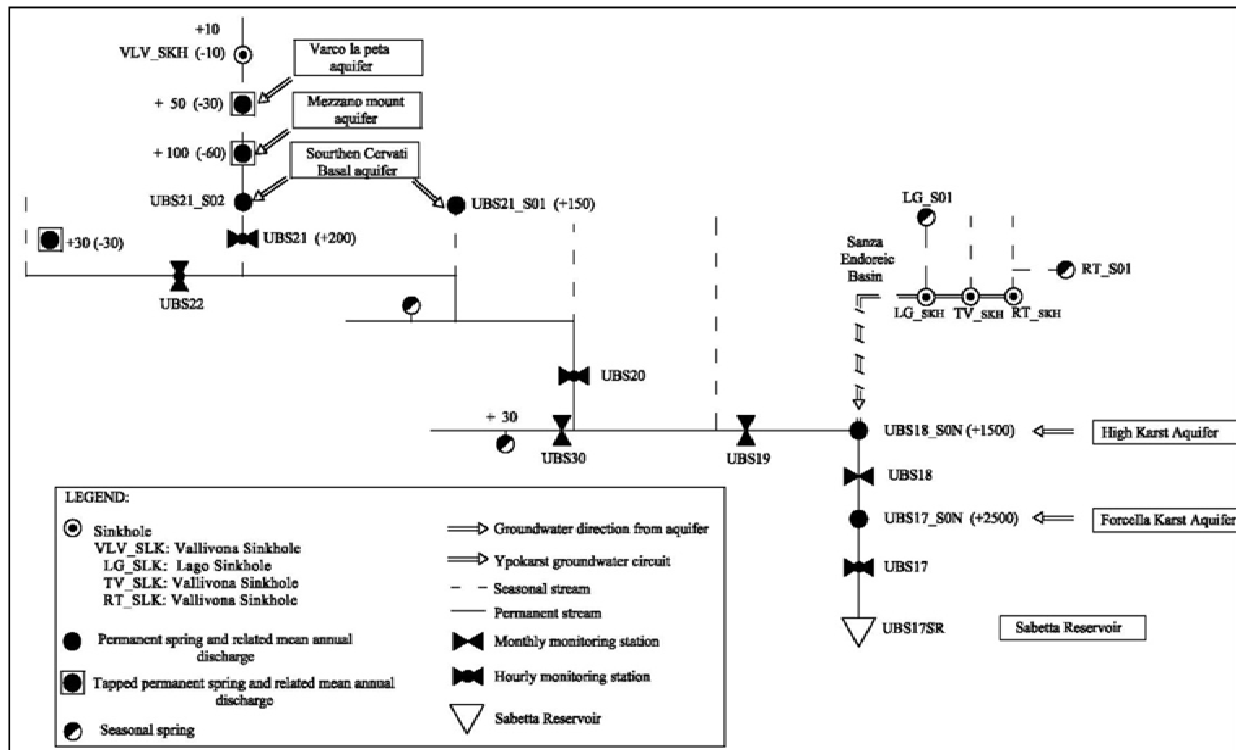 +10
VLV_SKH (-10)
Varco la peta
aquifer
+ 50 (-30)
Mezzano mount
aquifer
+ 100 (-60)
Sourthen Cervati
Basal aquifer
UBS21_S02
UBS21_S01 (+150)
LG_S01
+30 (-30)
UBS21 (+200)
Sanza
Endoreic
Basin
RT_S01
UBS22
LG_SKH
TV_SKH
RT_SKH
UBS20
+ 30
UBS18_S0N (+1500)
High Karst Aquifer
UBS30
UBS19
UBS18
UBS17_S0N (+2500)
Forcella Karst Aquifer
UBS17
UBS17SR
Sabetta Reservoir
LEGEND:
Sinkhole
VLV_SLK: Vallivona Sinkhole
LG_SLK: Lago Sinkhole
TV_SLK: Vallivona Sinkhole
RT_SLK: Vallivona Sinkhole
Permanent spring and related mean annual
discharge
Tapped permanent spring and related mean annual
discharge
Seasonal spring
Groundwater direction from aquifer
Ypokarst groundwater circuit
Seasonal stream
Permanent stream
Monthly monitoring station
Hourly monitoring station
Sabetta Reservoir